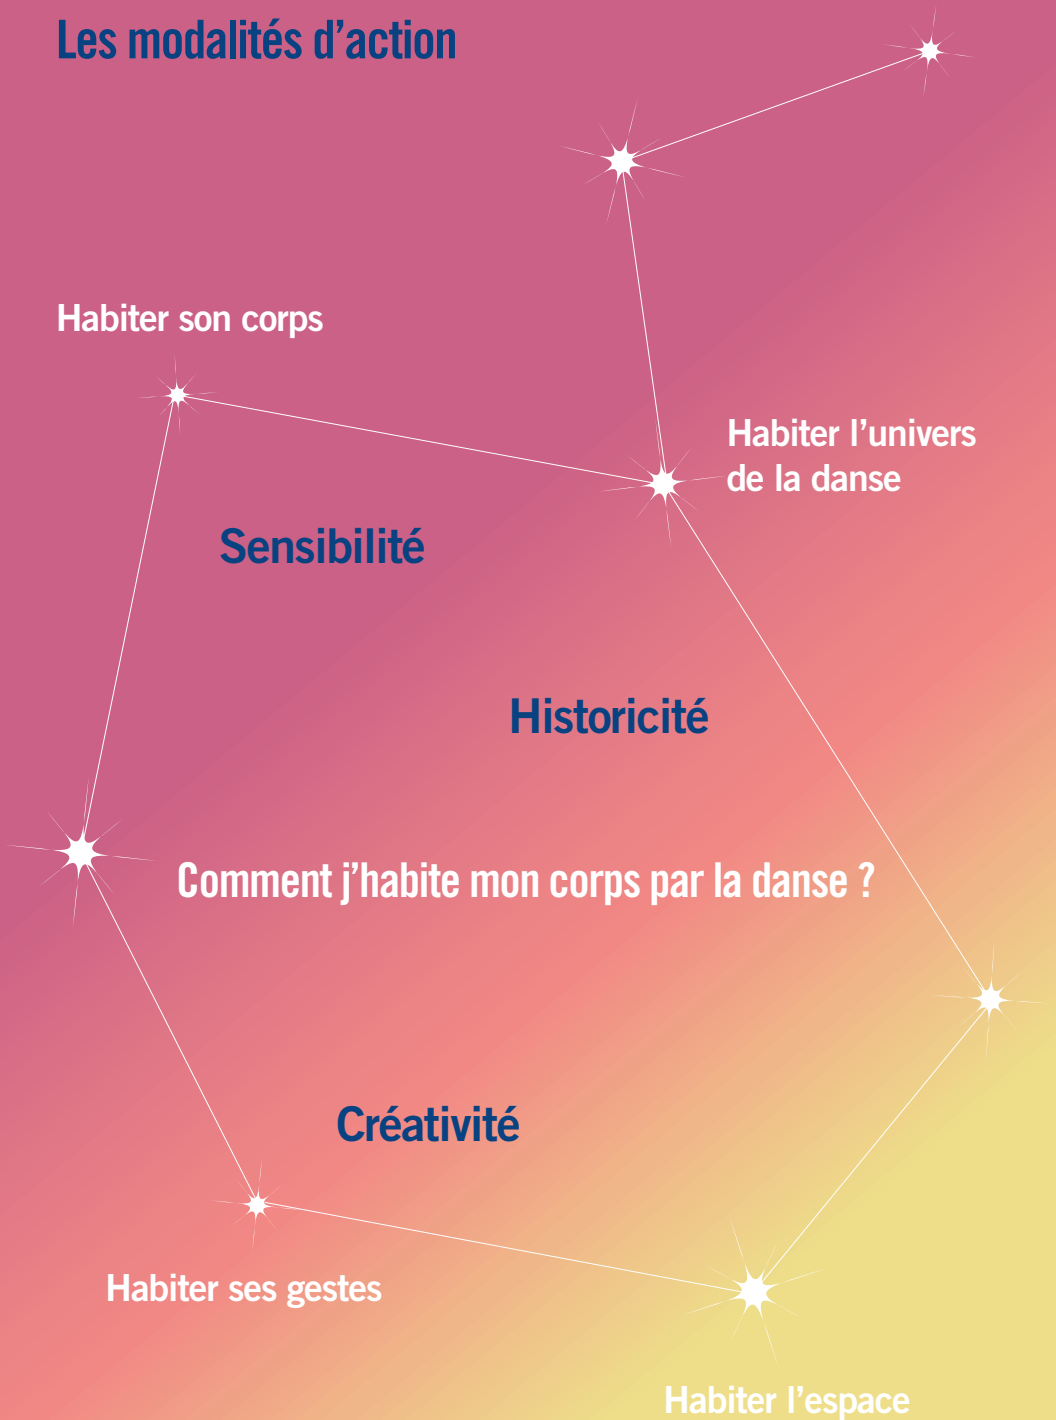 Les modalités d'action
Habiter son corps
Habiter l'univers
de la danse
Sensibilité
Historicité
Comment j'habite mon corps par la danse ?
Créativité
Habiter ses gestes
Habiter l'espace